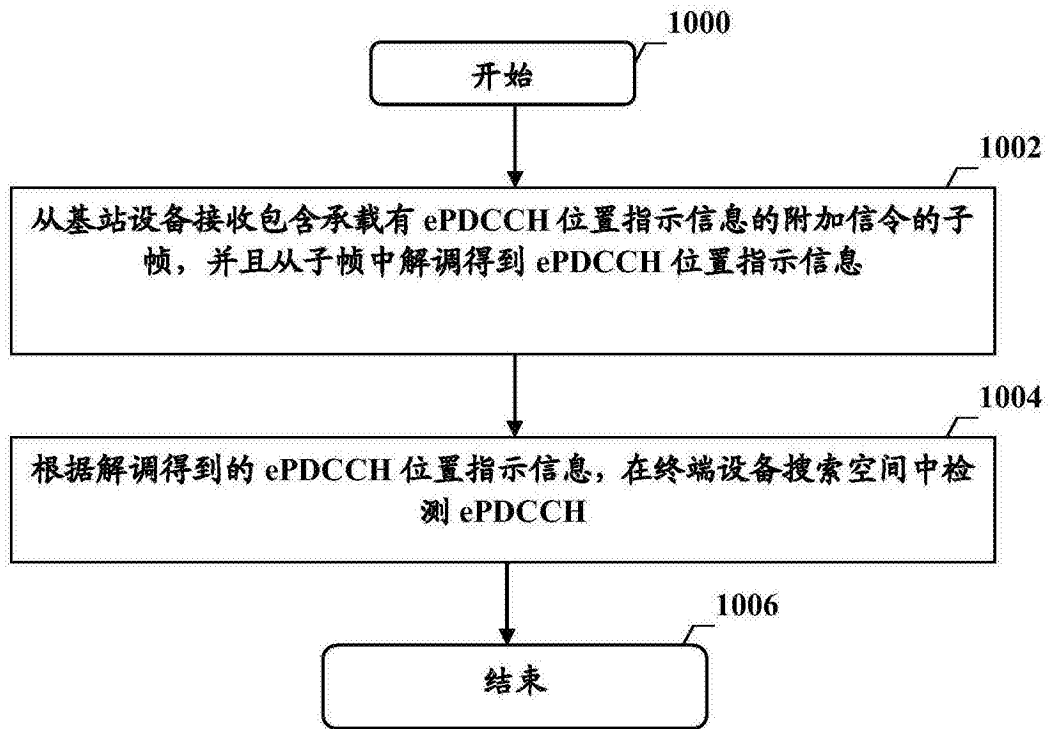 1000
开始
1002
从基站设备接收包含承载有 ePDCCH 位置指示信息的附加信令的子
帧，并且从子帧中解调得到 ePDCCH 位置指示信息
1004
根据解调得到的 ePDCCH 位置指示信息，在终端设备搜索空间中检
测 ePDCCH
1006
结束